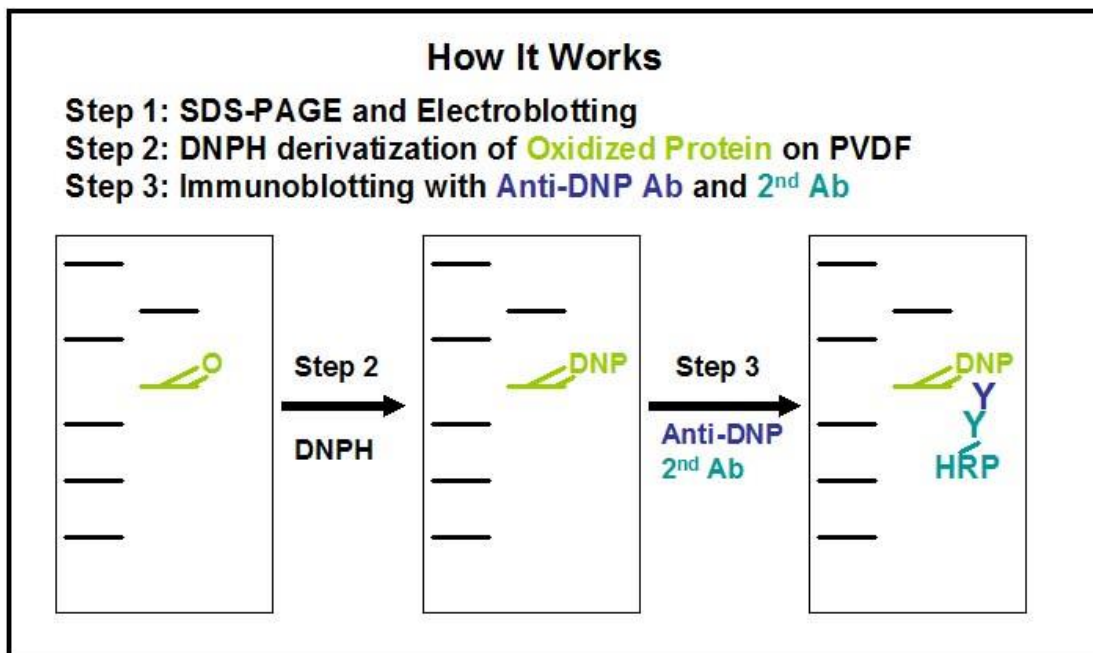 How It Works
Step 1: SDS-PAGE and Electroblotting
Step 2: DNPH derivatization of Oxidized Protein on PVDF
Step 3: Immunoblotting with Anti-DNP Ab and 2nd Ab
O
Step 2
DNPH
DNP
Step 3
Anti-DNP
2nd Ab
DNP
Y
Y
HRP